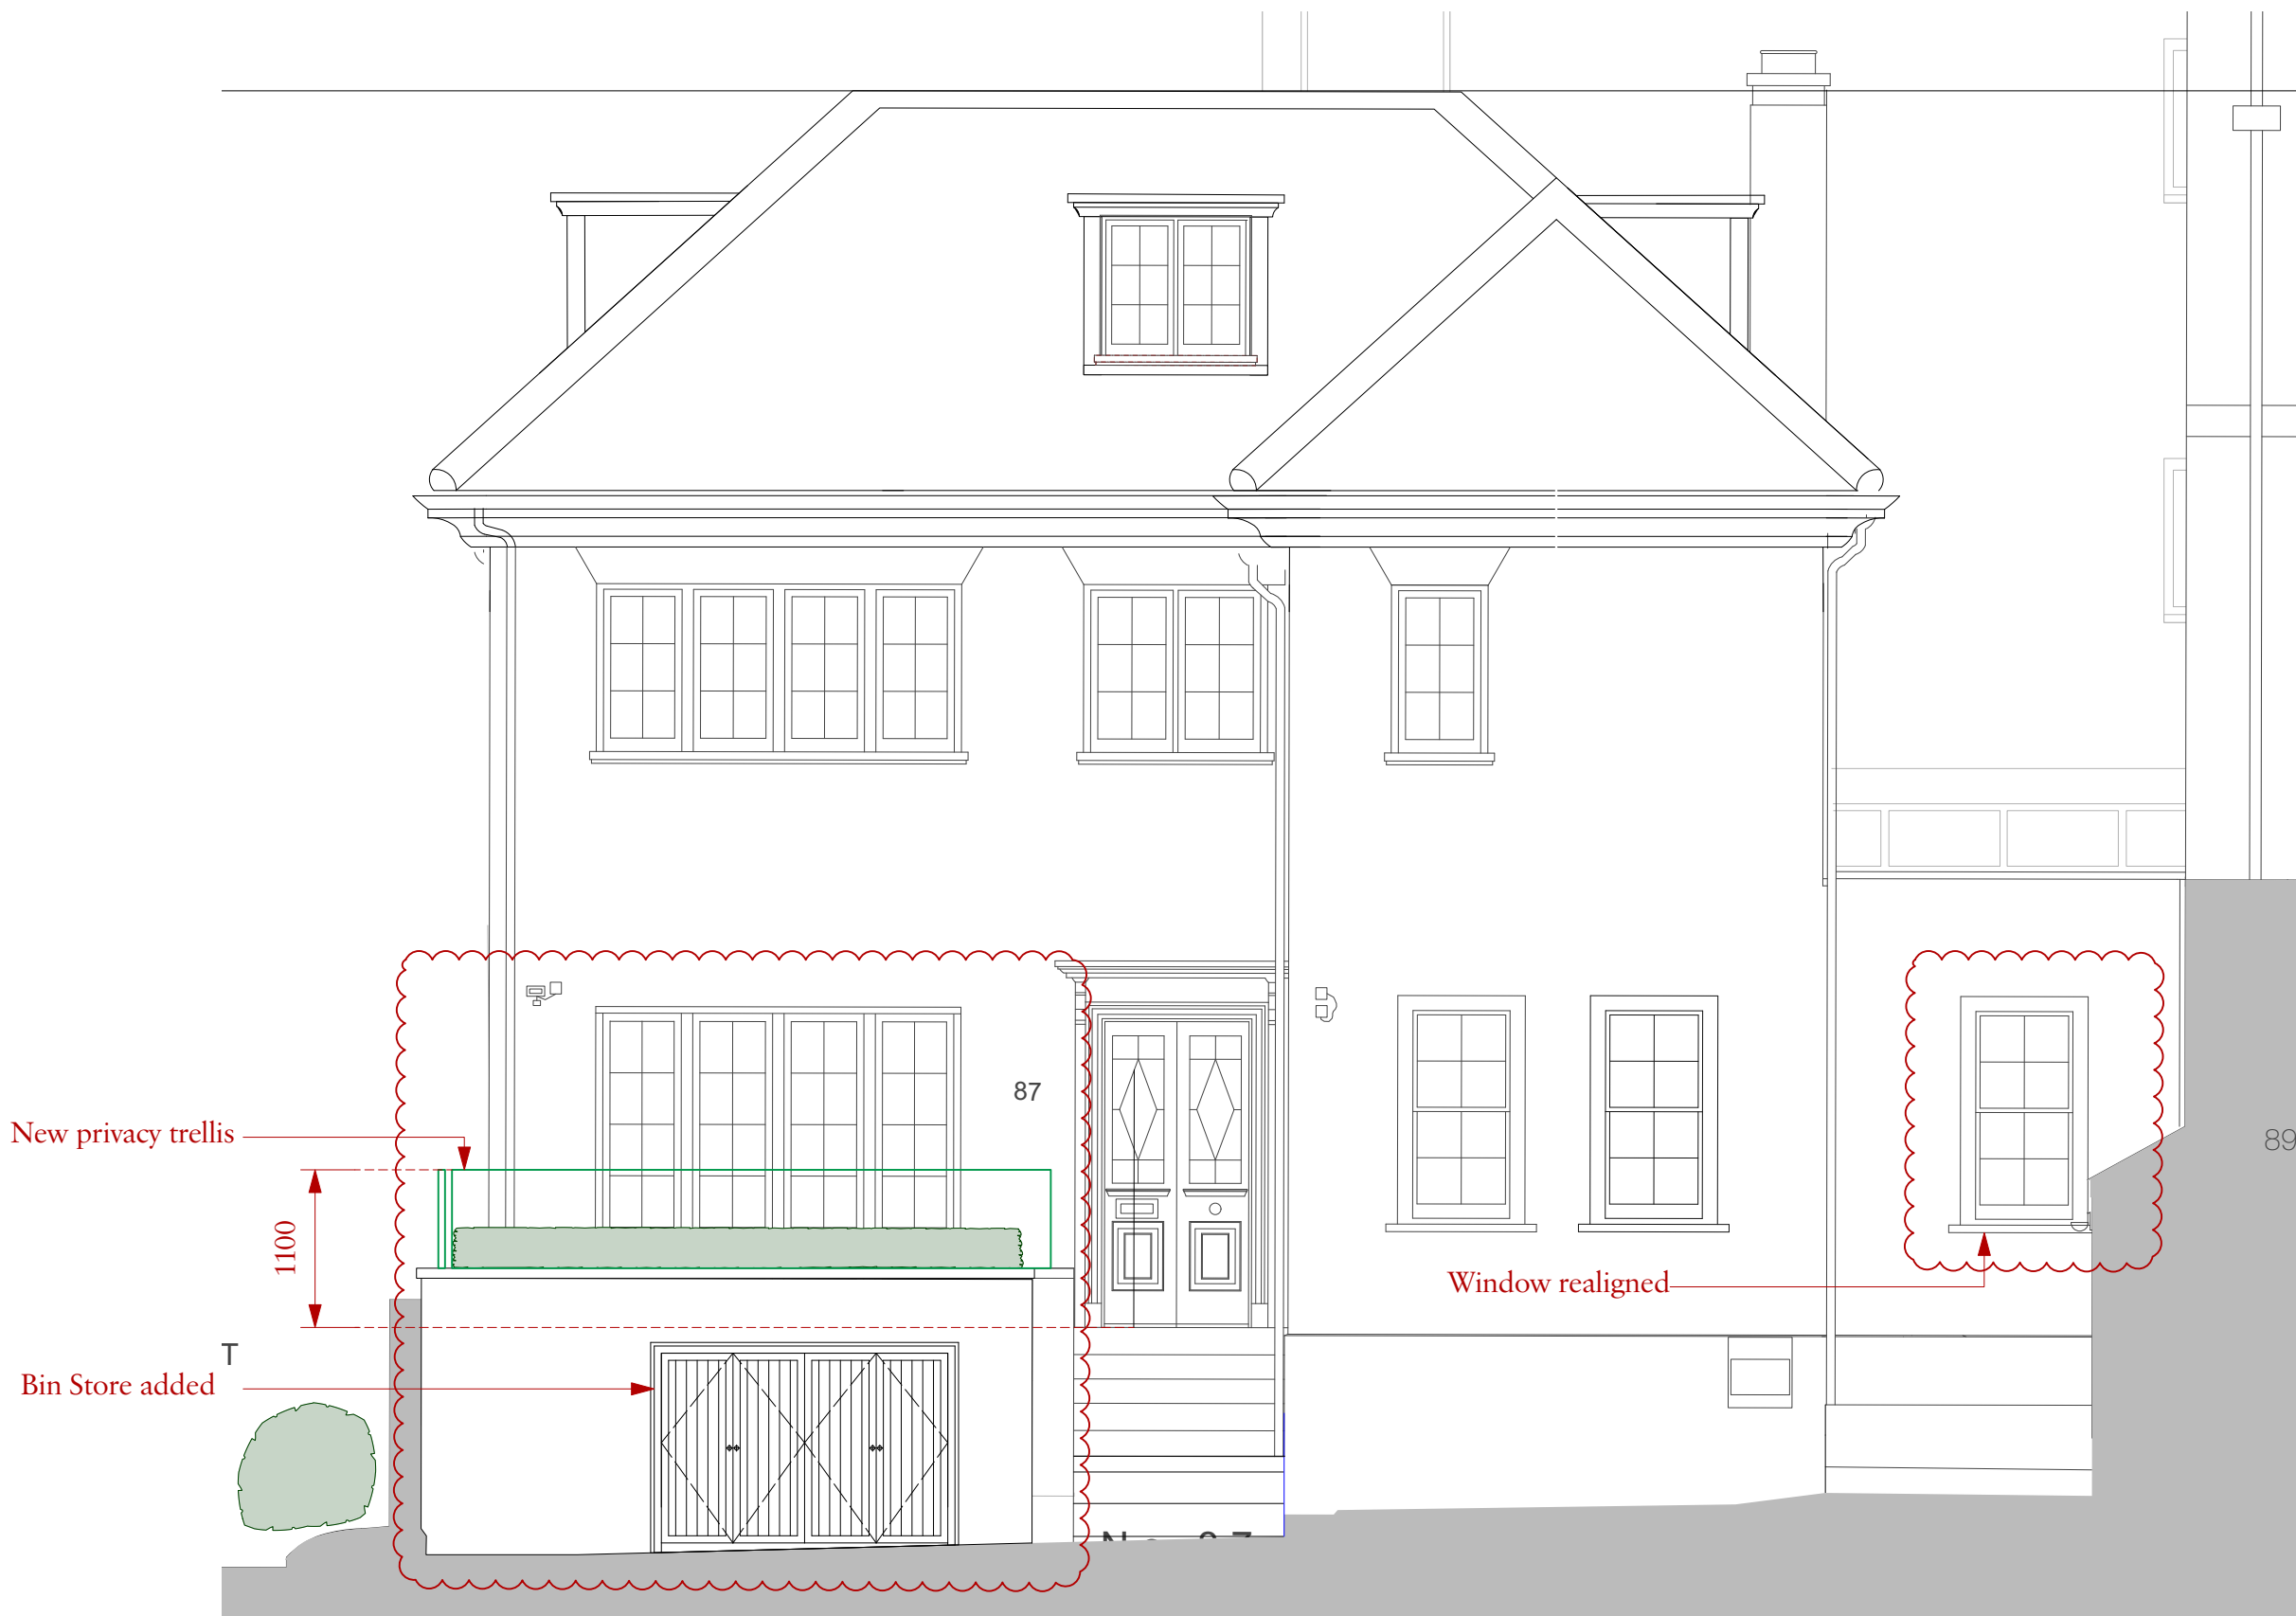 87
New privacy trellis
89
1100
Window realigned
T
Bin Store added